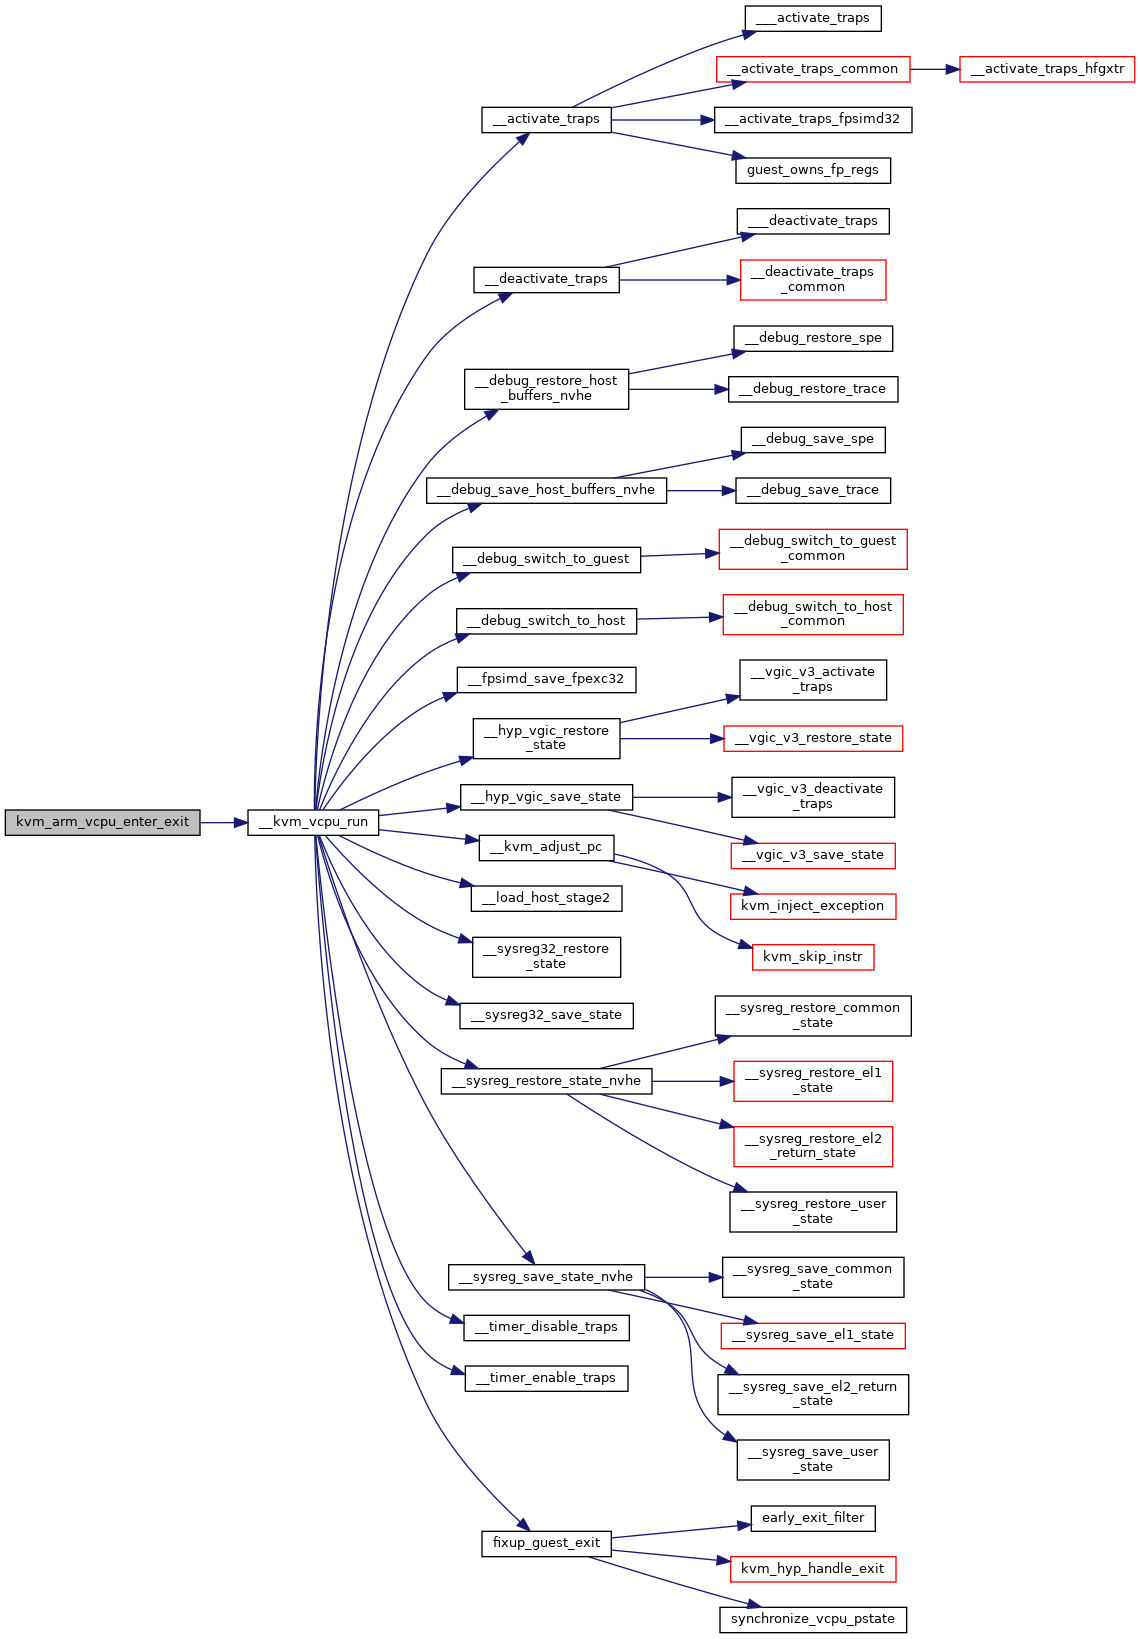 kvm_arm_vcpu_enter_exit
__kvm_vcpu_run
__activate_traps
___activate_traps
__activate_traps_common
__activate_traps_hfgxtr
__activate_traps_fpsimd32
guest_owns_fp_regs
__deactivate_traps
___deactivate_traps
__deactivate_traps
_common
__debug_restore_host
_buffers_nvhe
__debug_restore_spe
__debug_restore_trace
__debug_save_host_buffers_nvhe
__debug_save_spe
__debug_save_trace
__debug_switch_to_guest
__debug_switch_to_guest
_common
__debug_switch_to_host
__debug_switch_to_host
_common
__fpsimd_save_fpexc32
__hyp_vgic_restore
_state
__vgic_v3_activate
_traps
__vgic_v3_restore_state
__hyp_vgic_save_state
__vgic_v3_deactivate
_traps
__vgic_v3_save_state
__kvm_adjust_pc
kvm_inject_exception
kvm_skip_instr
__load_host_stage2
__sysreg32_restore
_state
__sysreg32_save_state
__sysreg_restore_state_nvhe
__sysreg_restore_common
_state
__sysreg_restore_el1
_state
__sysreg_restore_el2
_return_state
__sysreg_restore_user
_state
__sysreg_save_state_nvhe
__sysreg_save_common
_state
__sysreg_save_el1_state
__sysreg_save_el2_return
_state
__sysreg_save_user
_state
__timer_disable_traps
__timer_enable_traps
fixup_guest_exit
early_exit_filter
kvm_hyp_handle_exit
synchronize_vcpu_pstate